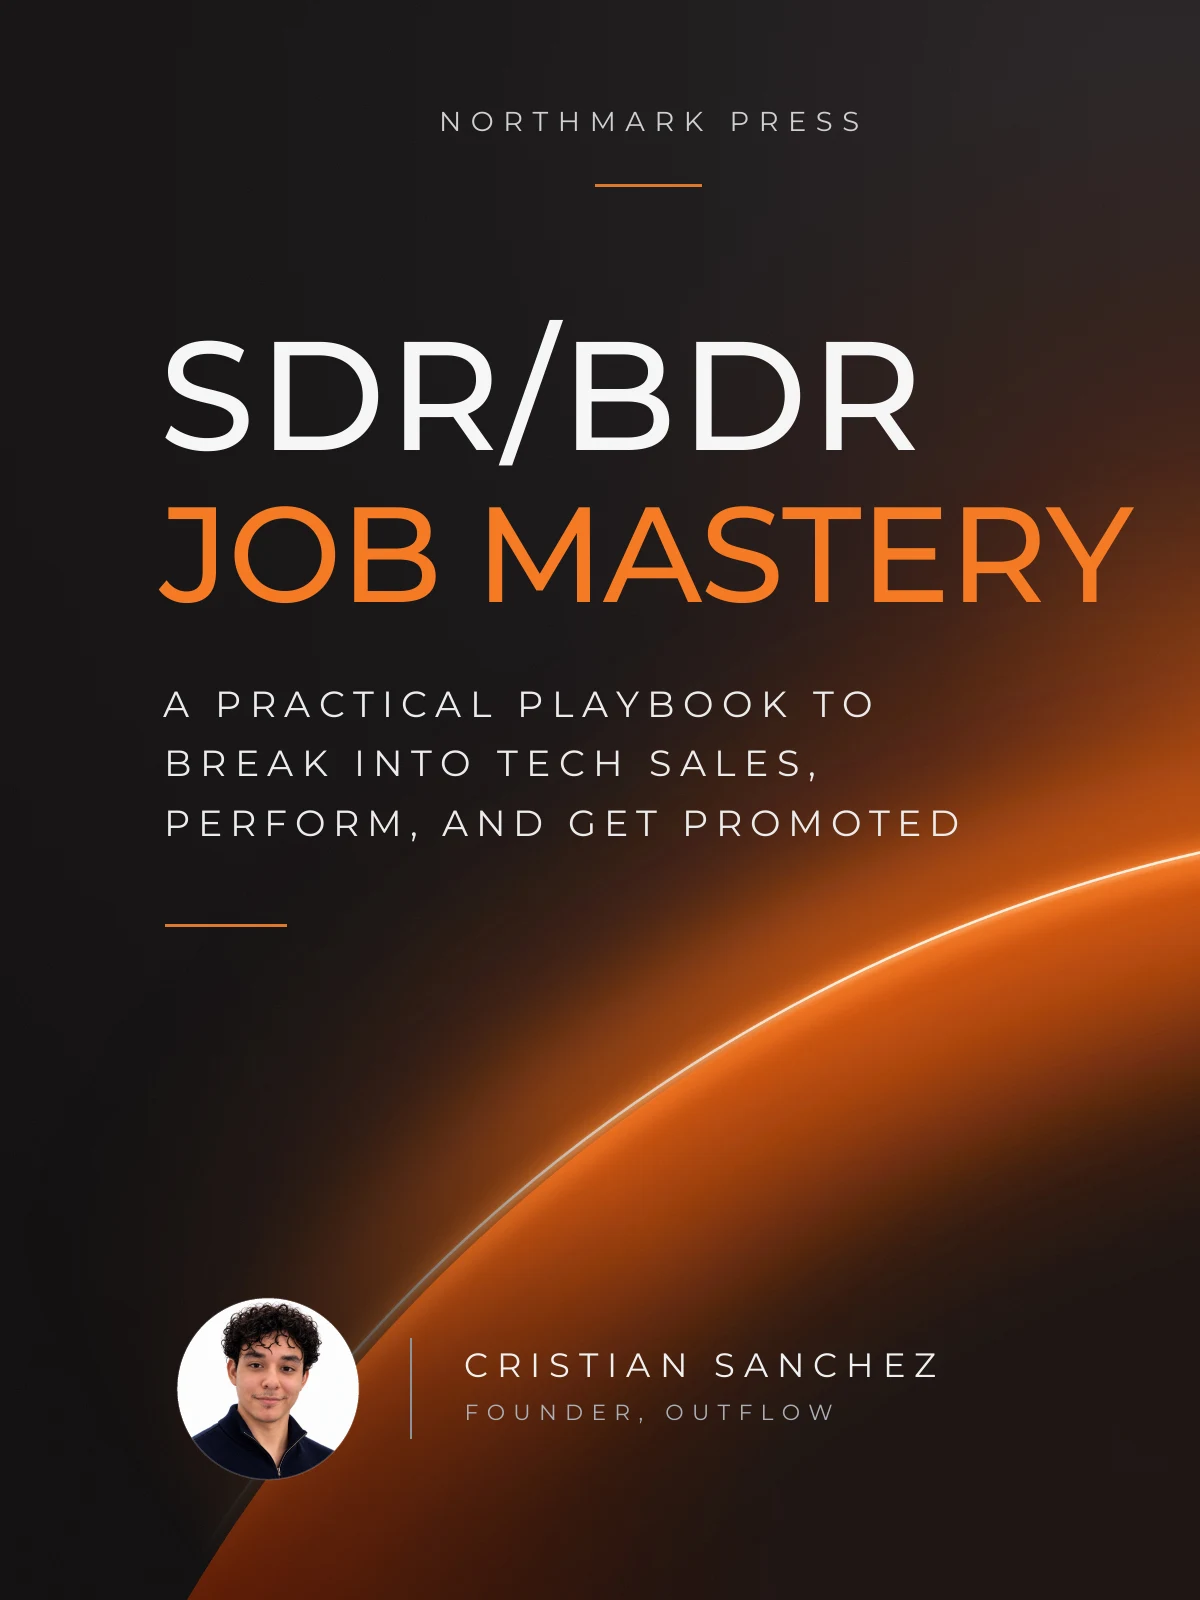 NORTHMARK PRESS
SDR/BDR
JOB MASTERY
A PRACTICAL PLAYBOOK TO
BREAK INTO TECH SALES,
PERFORM, AND GET PROMOTED
CRISTIAN SANCHEZ
FOUNDER, OUTFLOW